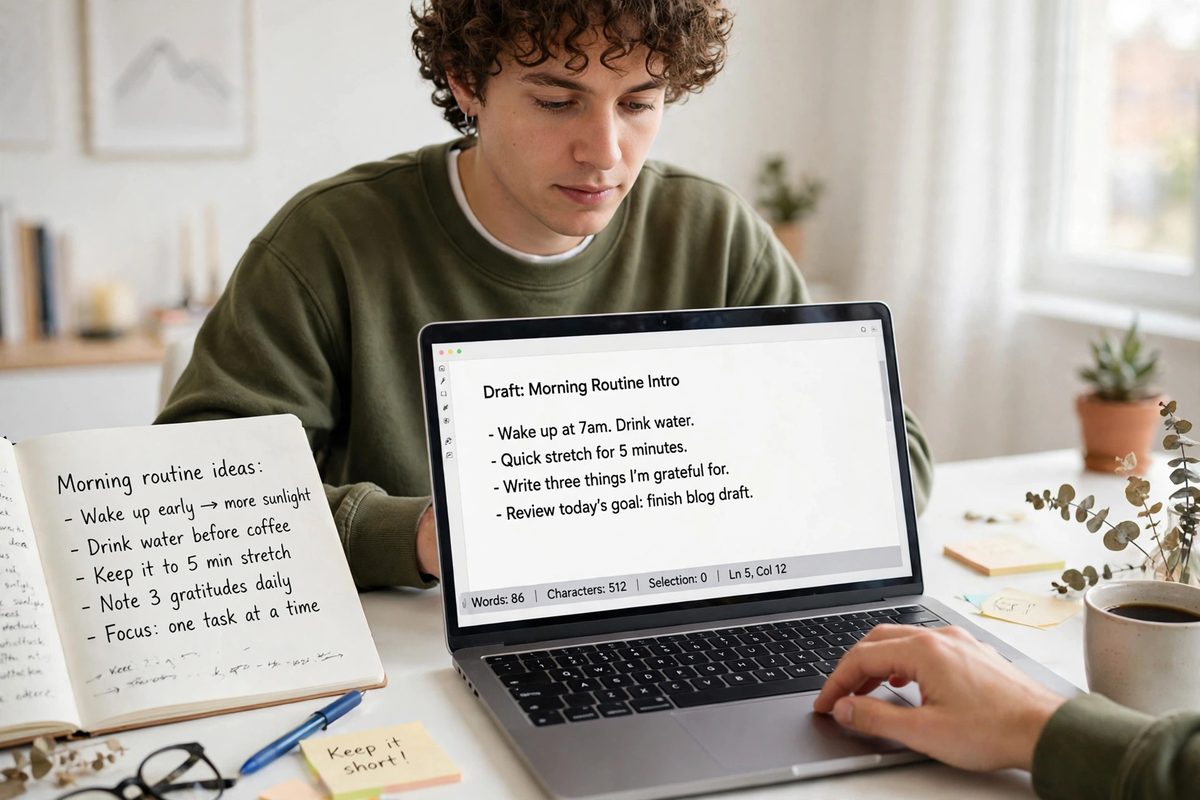 Morning routine ideas:
- Wake up early → more sunlight
- Drink water before coffee
- Keep it to 5 min stretch
- Note 3 gratitudes daily
- Focus: one task at a time
Draft: Morning Routine Intro
- Wake up at 7am. Drink water.
- Quick stretch for 5 minutes.
- Write three things I'm grateful for.
- Review today's goal: finish blog draft.
Words: 86 | Characters: 512 | Selection: 0 | Ln 5, Col 12
Keep it
short!